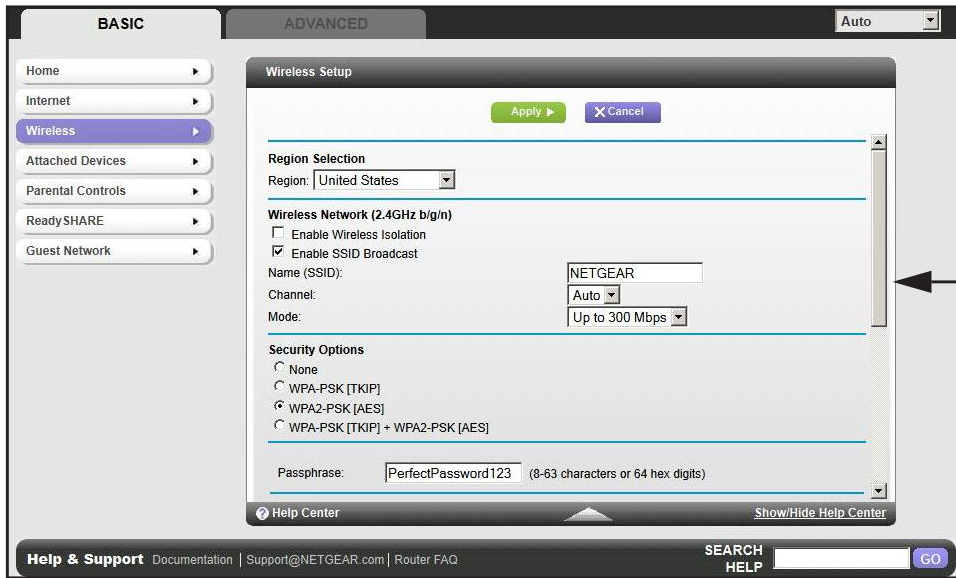 BASIC
ADVANCED
Auto
Home
Internet
Wireless
Attached Devices
Parental Controls
ReadySHARE
Guest Network
Wireless Setup
Apply
X Cancel
Region Selection
Region: United States
Wireless Network (2.4GHz b/g/n)
Enable Wireless Isolation
Enable SSID Broadcast
Name (SSID): NETGEAR
Channel: Auto
Mode: Up to 300 Mbps
Security Options
None
WPA-PSK [TKIP]
WPA2-PSK [AES]
WPA-PSK [TKIP] + WPA2-PSK [AES]
Passphrase: PerfectPassword123 (8-63 characters or 64 hex digits)
? Help Center
Show/Hide Help Center
Help & Support Documentation | Support@NETGEAR.com | Router FAQ
SEARCH HELP
GO